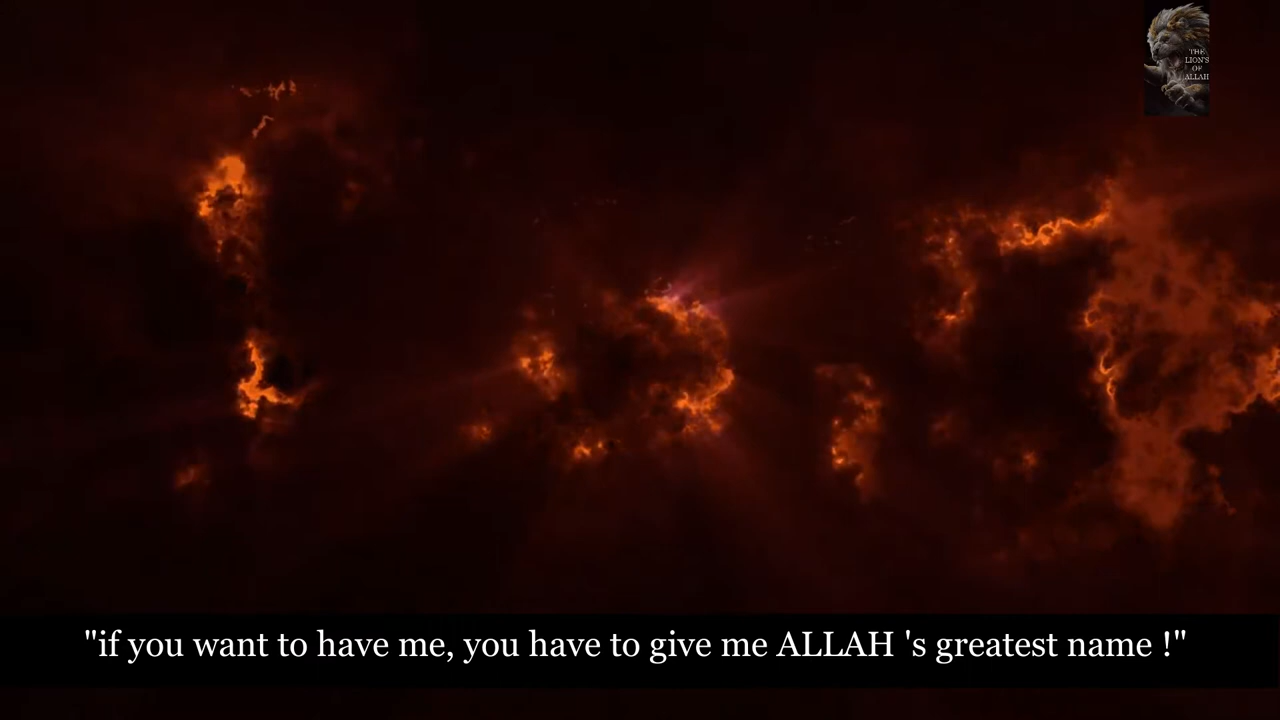 THE
LION'S
OF
ALLAH
"if you want to have me, you have to give me ALLAH 's greatest name !"